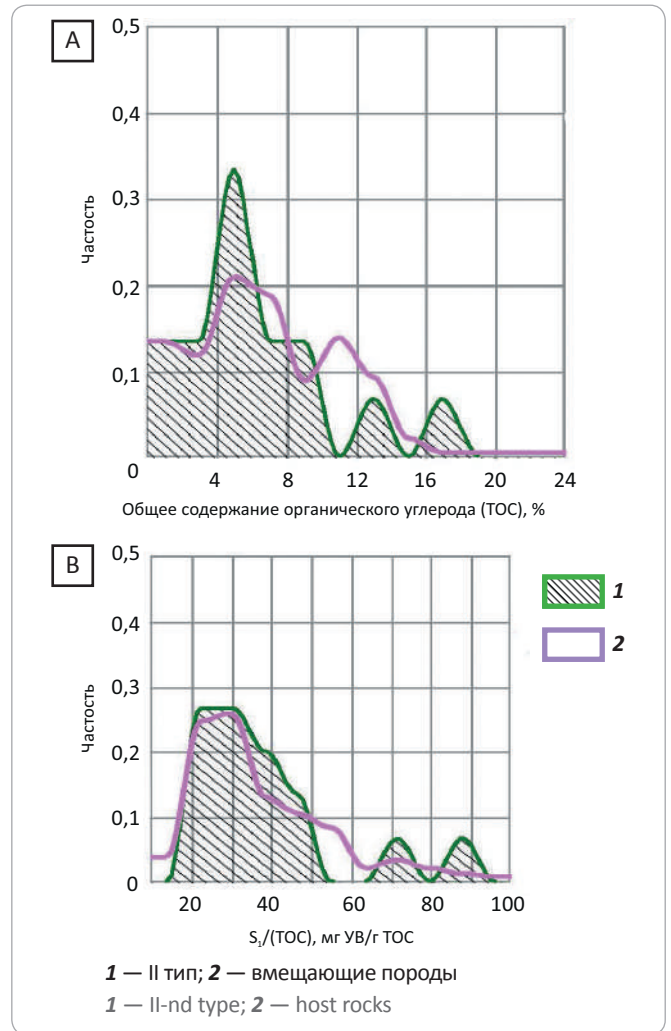 A
0,5
0,4
0,3
0,2
0,1
0
Частость
4 8 12 16 20 24
Общее содержание органического углерода (ТОС), %
B
0,5
0,4
0,3
0,2
0,1
0
Частость
20 40 60 80 100
S₁/(ТОС), мг УВ/г ТОС
1
2
1 — II тип; 2 — вмещающие породы
1 — II-nd type; 2 — host rocks